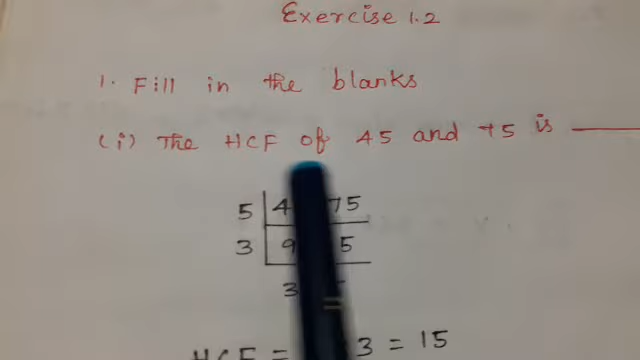 Exercise 1.2
1. Fill in the blanks
(i) The HCF of 45 and 75 is ____
5 4 75
3 9 5
3
HCF = 3 = 15